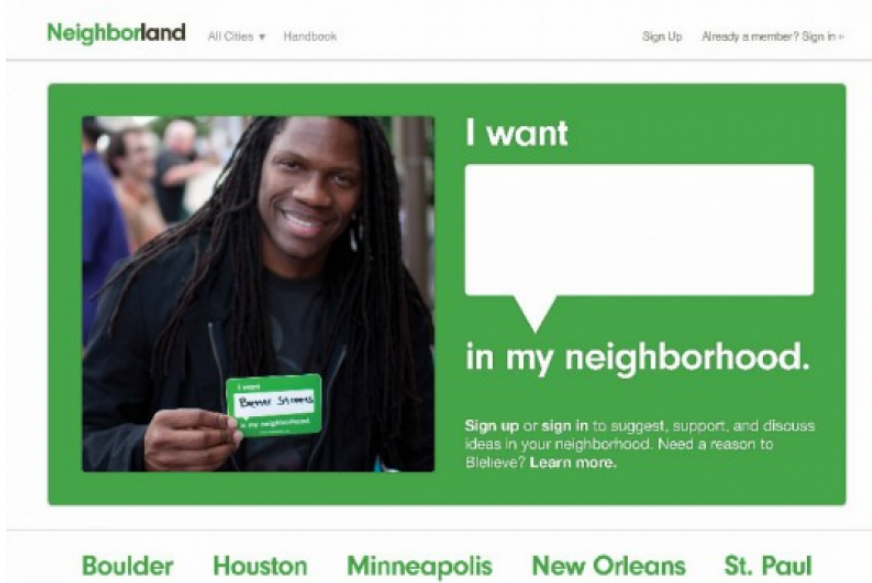 Neighborland All Cities ▾ Handbook Sign Up Already a member? Sign in »
I want
in my neighborhood.
I want
Better Streets
in my neighborhood.
Sign up or sign in to suggest, support, and discuss
ideas in your neighborhood. Need a reason to
Blelieve? Learn more.
Boulder Houston Minneapolis New Orleans St. Paul